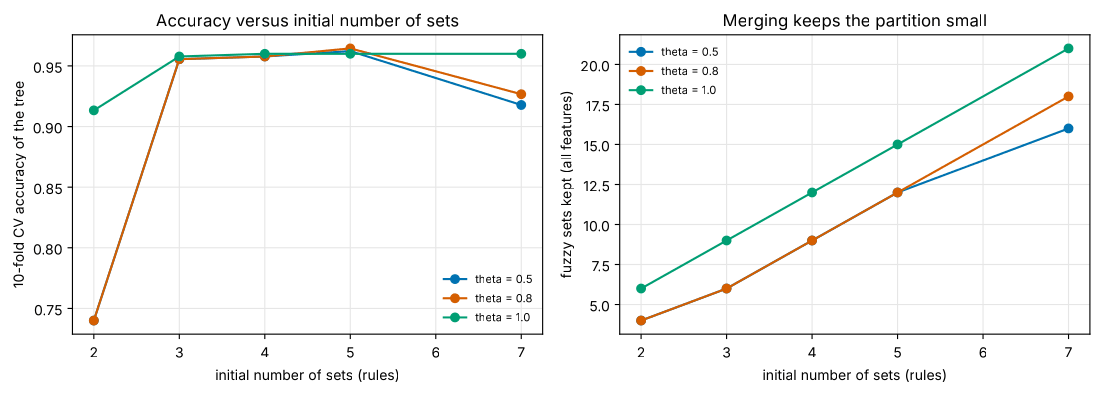 Accuracy versus initial number of sets
10-fold CV accuracy of the tree
0.95
0.90
0.85
0.80
0.75
theta = 0.5
theta = 0.8
theta = 1.0
2 3 4 5 6 7
initial number of sets (rules)
Merging keeps the partition small
fuzzy sets kept (all features)
theta = 0.5
theta = 0.8
theta = 1.0
20.0
17.5
15.0
12.5
10.0
7.5
5.0
2 3 4 5 6 7
initial number of sets (rules)